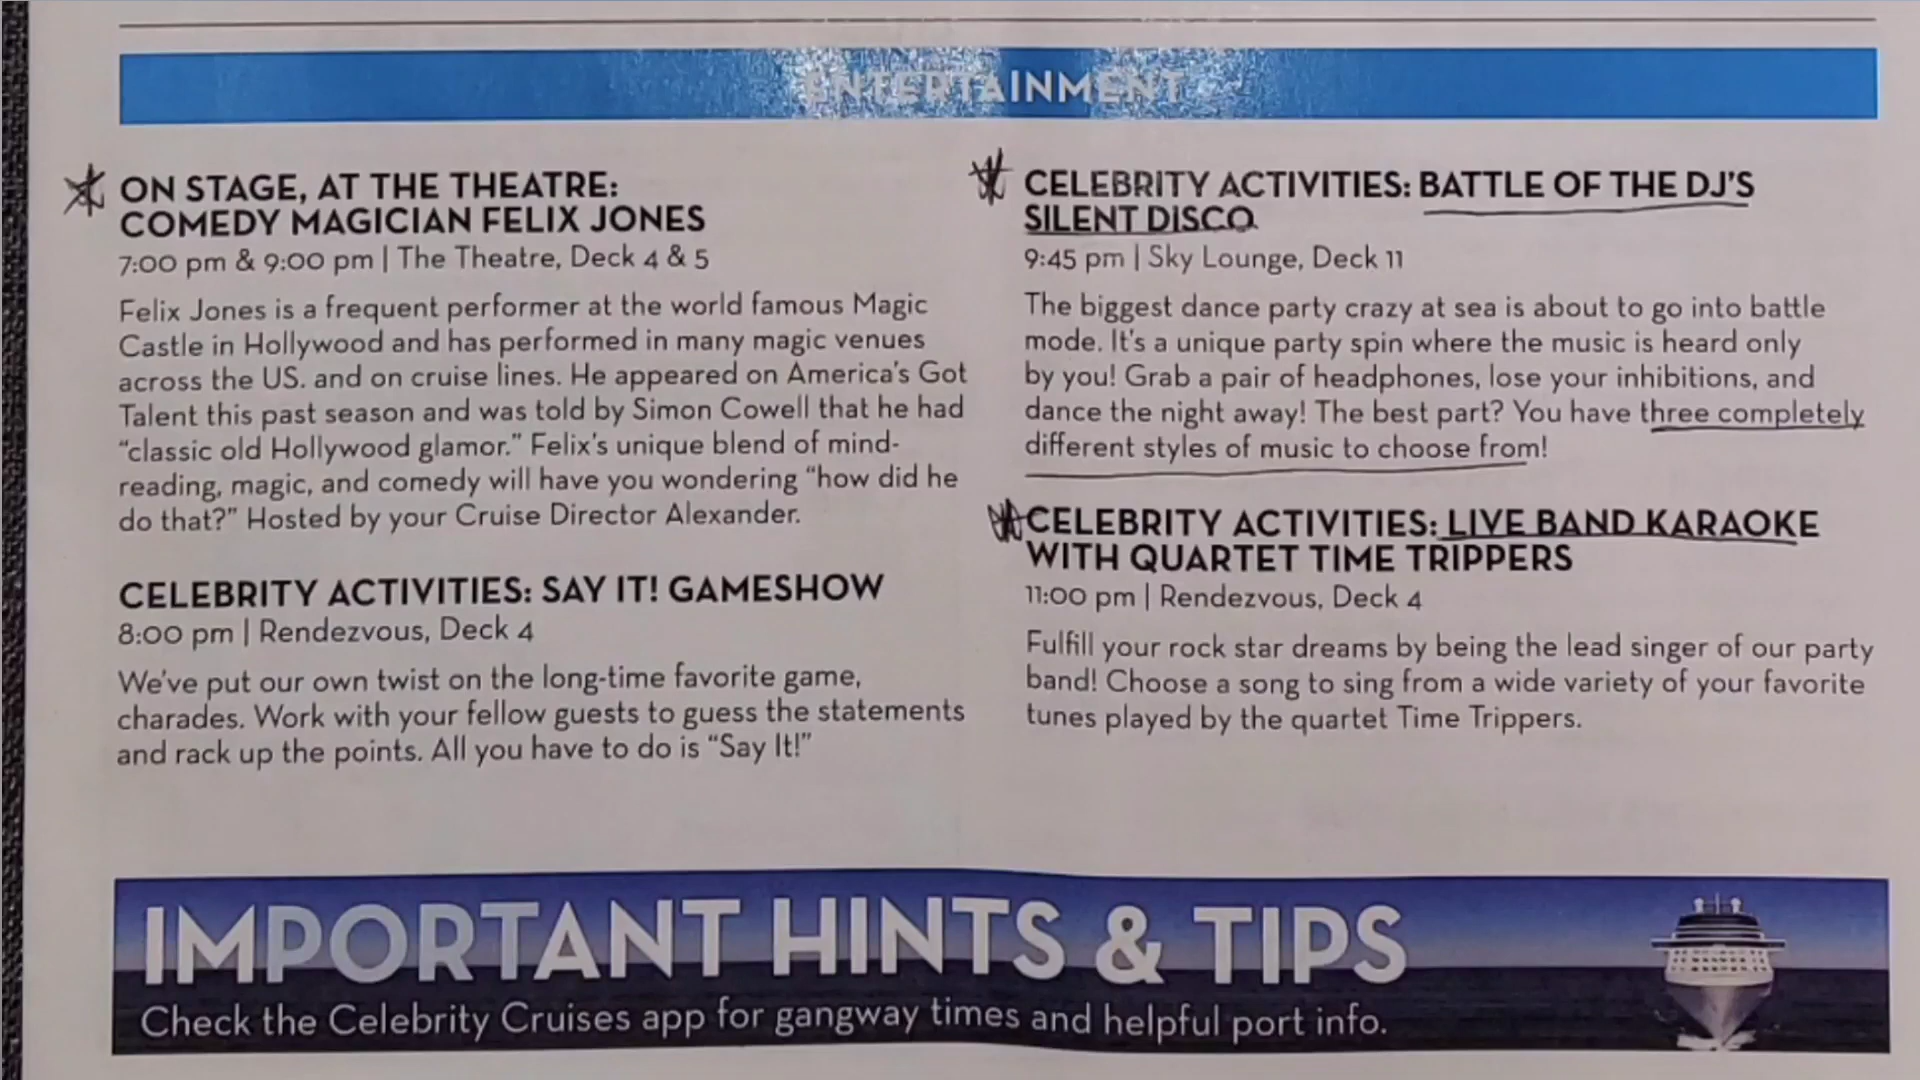 ENTERTAINMENT
ON STAGE, AT THE THEATRE:
COMEDY MAGICIAN FELIX JONES
7:00 pm & 9:00 pm | The Theatre, Deck 4 & 5
Felix Jones is a frequent performer at the world famous Magic
Castle in Hollywood and has performed in many magic venues
across the US. and on cruise lines. He appeared on America's Got
Talent this past season and was told by Simon Cowell that he had
“classic old Hollywood glamor.” Felix's unique blend of mind-
reading, magic, and comedy will have you wondering “how did he
do that?” Hosted by your Cruise Director Alexander.
CELEBRITY ACTIVITIES: SAY IT! GAMESHOW
8:00 pm | Rendezvous, Deck 4
We've put our own twist on the long-time favorite game,
charades. Work with your fellow guests to guess the statements
and rack up the points. All you have to do is “Say It!”
CELEBRITY ACTIVITIES: BATTLE OF THE DJ'S
SILENT DISCO
9:45 pm | Sky Lounge, Deck 11
The biggest dance party crazy at sea is about to go into battle
mode. It's a unique party spin where the music is heard only
by you! Grab a pair of headphones, lose your inhibitions, and
dance the night away! The best part? You have three completely
different styles of music to choose from!
CELEBRITY ACTIVITIES: LIVE BAND KARAOKE
WITH QUARTET TIME TRIPPERS
11:00 pm | Rendezvous, Deck 4
Fulfill your rock star dreams by being the lead singer of our party
band! Choose a song to sing from a wide variety of your favorite
tunes played by the quartet Time Trippers.
IMPORTANT HINTS & TIPS
Check the Celebrity Cruises app for gangway times and helpful port info.